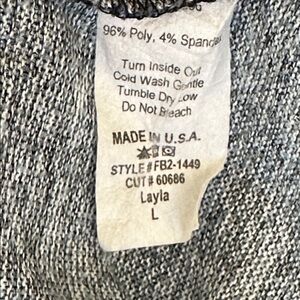 96% Poly, 4% Spandex
Turn Inside Out
Cold Wash Gentle
Tumble Dry Low
Do Not Bleach
MADE IN U.S.A.
STYLE#FB2-1449
CUT# 60686
Layla
L